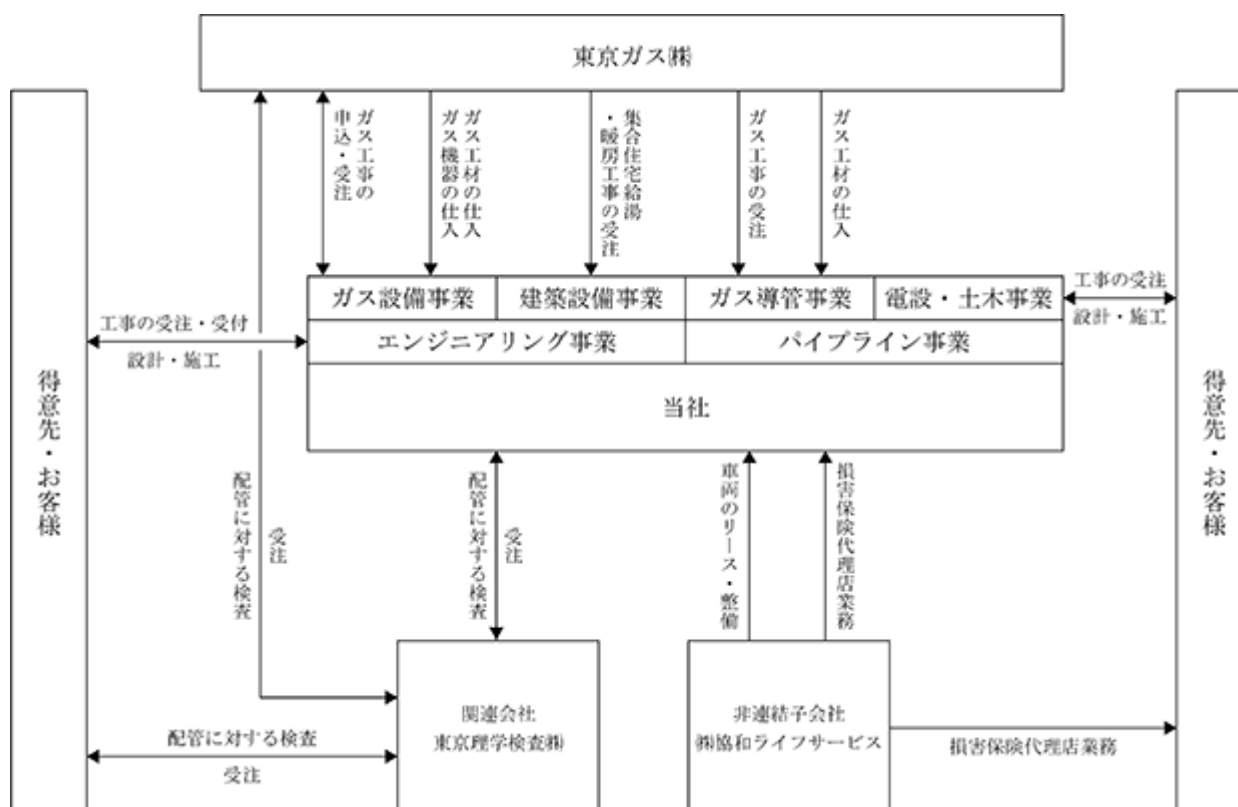 東京ガス㈱
ガス工事の
申込・受注
ガス工材の仕入
ガス機器の仕入
集合住宅給湯
・暖房工事の受注
ガス工事の受注
ガス工材の仕入
ガス設備事業
建築設備事業
ガス導管事業
電設・土木事業
エンジニアリング事業
パイプライン事業
当社
工事の受注・受付
設計・施工
工事の受注
設計・施工
得意先・お客様
得意先・お客様
配管に対する検査
受注
配管に対する検査
受注
車両のリース・整備
損害保険代理店業務
関連会社
東京理学検査㈱
非連結子会社
㈱協和ライフサービス
配管に対する検査
受注
損害保険代理店業務